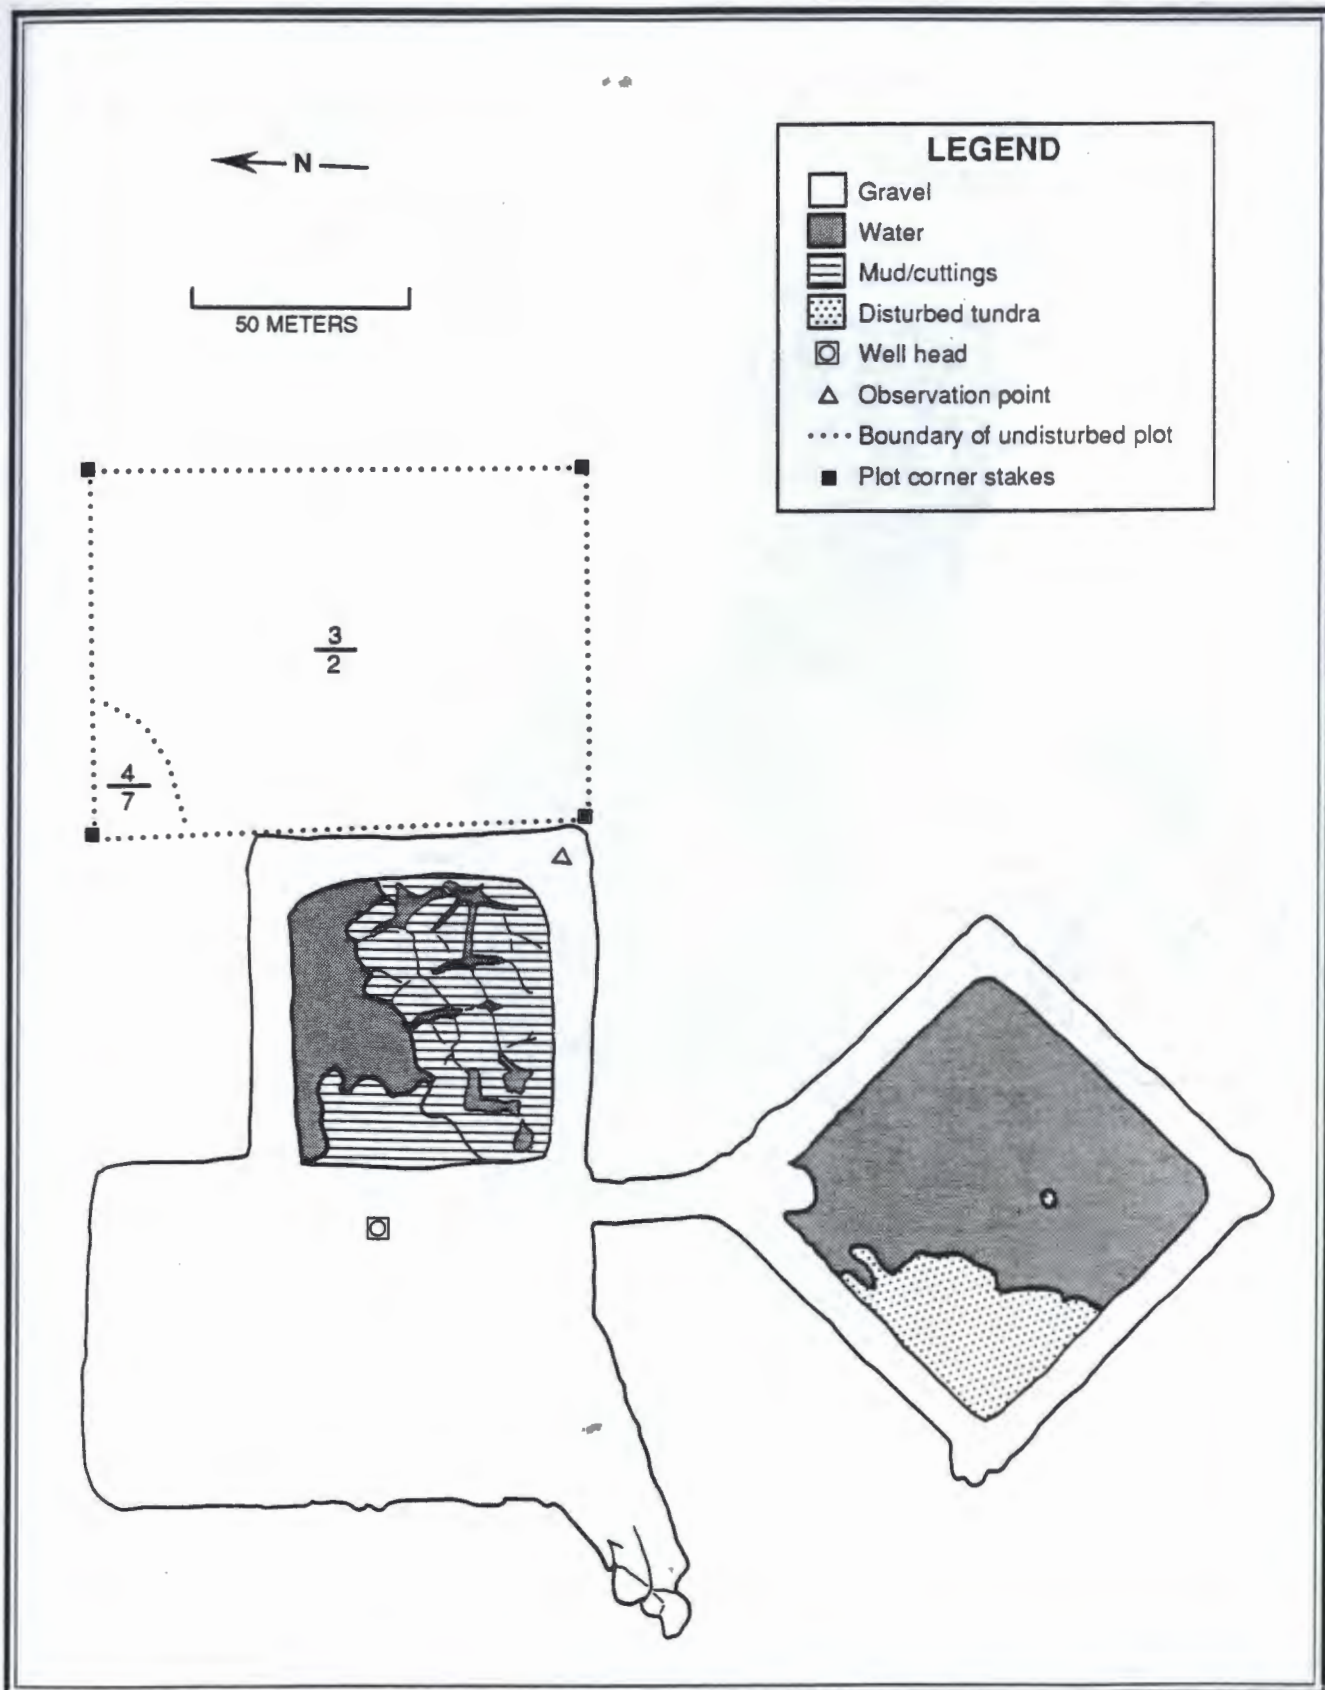 N
50 METERS
LEGEND
Gravel
Water
Mud/cuttings
Disturbed tundra
Well head
Observation point
Boundary of undisturbed plot
Plot corner stakes
3
2
4
7